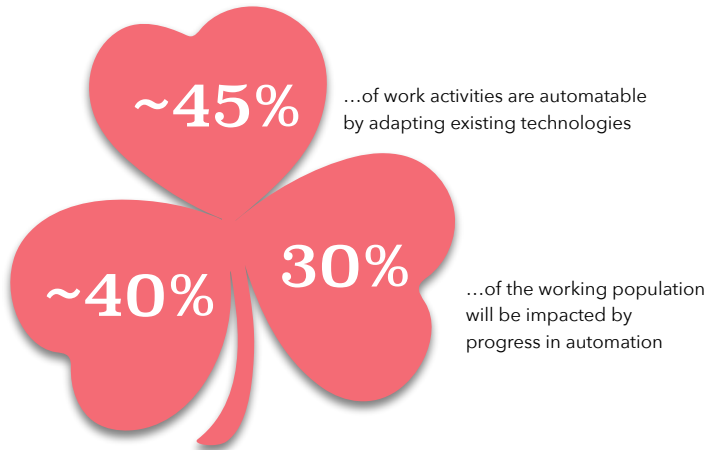 ~45%
…of work activities are automatable
by adapting existing technologies
~40%
30%
…of the working population
will be impacted by
progress in automation